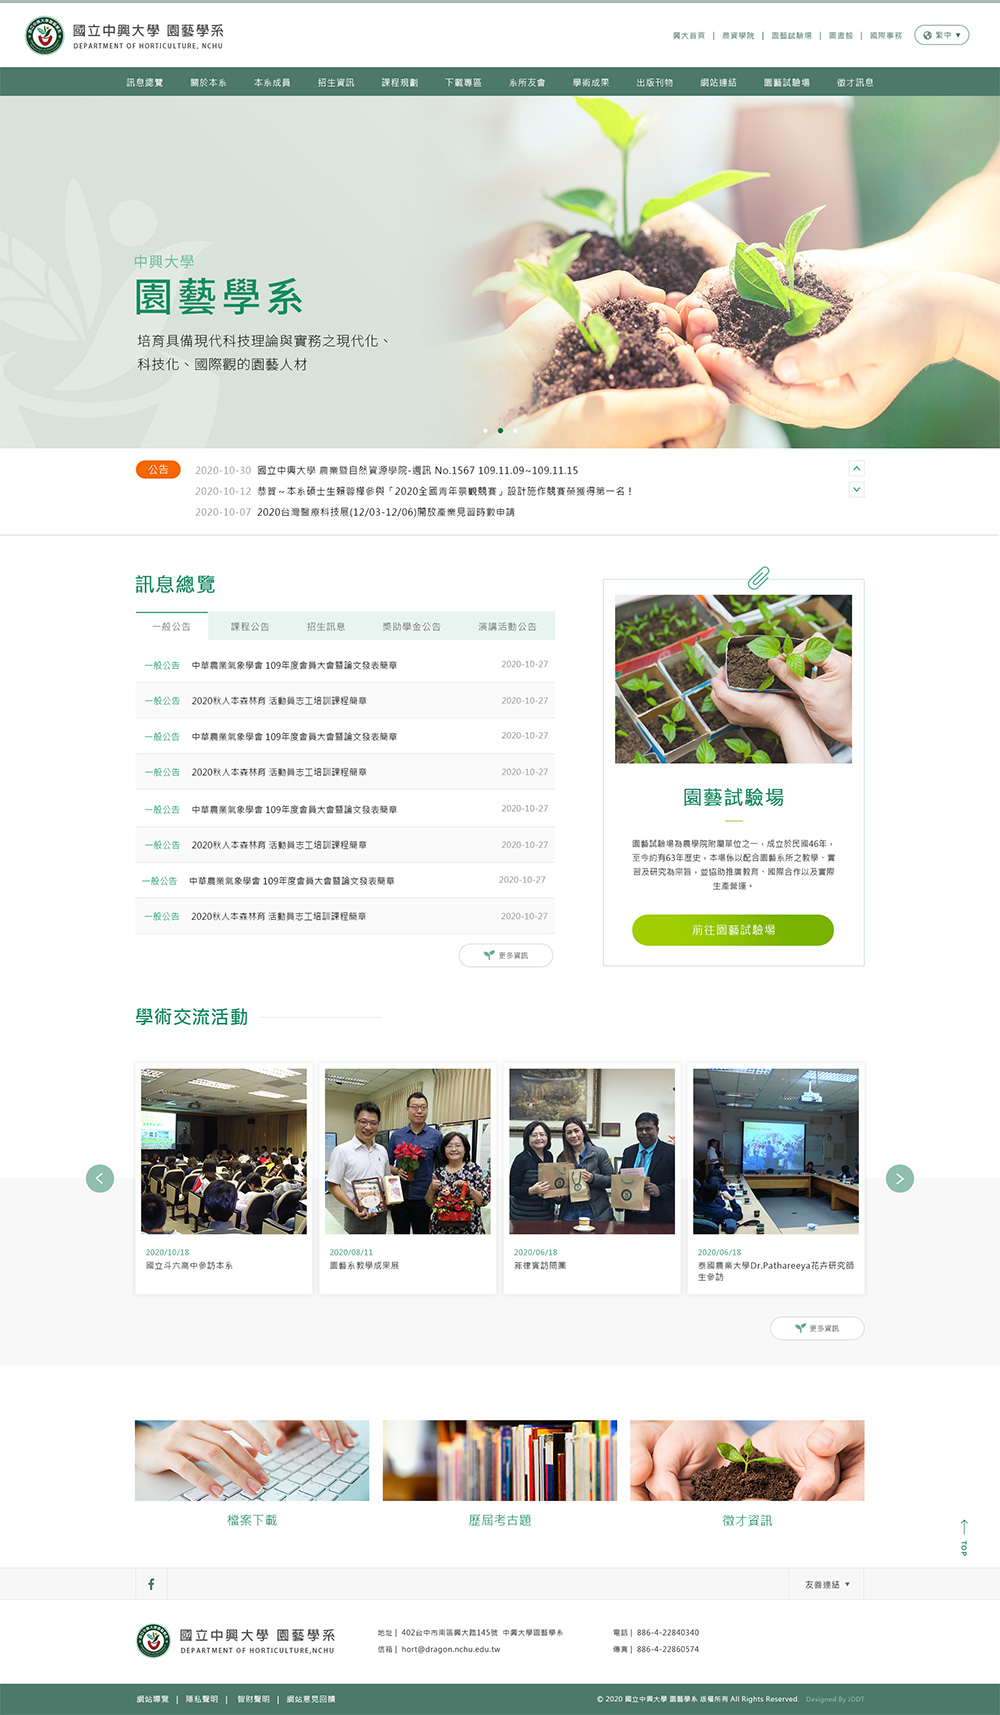 國立中興大學 園藝學系
DEPARTMENT OF HORTICULTURE, NCHU
興大首頁 | 農資學院 | 園藝試驗場 | 圖書館 | 國際事務
繁中 ▼
訊息總覽 關於本系 本系成員 招生資訊 課程規劃 下載專區 系所友會 學術成果 出版刊物 網站連結 園藝試驗場 徵才訊息
中興大學
園藝學系
培育具備現代科技理論與實務之現代化、
科技化、國際觀的園藝人材
公告
2020-10-30 國立中興大學 農業暨自然資源學院-週訊 No.1567 109.11.09~109.11.15
2020-10-12 恭賀～本系碩士生賴蓉權參與「2020全國青年景觀競賽」設計施作競賽榮獲得第一名！
2020-10-07 2020台灣醫療科技展(12/03-12/06)開放產業見習時數申請
訊息總覽
一般公告 課程公告 招生訊息 獎助學金公告 演講活動公告
一般公告 中華農業氣象學會 109年度會員大會暨論文發表簡章 2020-10-27
一般公告 2020秋人本森林育 活動員志工培訓課程簡章 2020-10-27
一般公告 中華農業氣象學會 109年度會員大會暨論文發表簡章 2020-10-27
一般公告 2020秋人本森林育 活動員志工培訓課程簡章 2020-10-27
一般公告 中華農業氣象學會 109年度會員大會暨論文發表簡章 2020-10-27
一般公告 2020秋人本森林育 活動員志工培訓課程簡章 2020-10-27
一般公告 中華農業氣象學會 109年度會員大會暨論文發表簡章 2020-10-27
一般公告 2020秋人本森林育 活動員志工培訓課程簡章 2020-10-27
更多資訊
園藝試驗場
園藝試驗場為農學院附屬單位之一，成立於民國46年，
至今約有63年歷史，本場係以配合園藝系所之教學、實
習及研究為宗旨，並協助推廣教育、國際合作以及實際
生產營運。
前往園藝試驗場
學術交流活動
2020/10/18
國立斗六高中參訪本系
2020/08/11
園藝系教學成果展
2020/06/18
菲律賓訪問團
2020/06/18
泰國農業大學Dr.Pathareeya花卉研究師
生參訪
更多資訊
檔案下載
歷屆考古題
徵才資訊
TOP
友善連結 ▼
國立中興大學 園藝學系
DEPARTMENT OF HORTICULTURE,NCHU
地址 | 402台中市南區興大路145號 中興大學園藝學系
信箱 | hort@dragon.nchu.edu.tw
電話 | 886-4-22840340
傳真 | 886-4-22860574
網站導覽 | 隱私聲明 | 智財聲明 | 網站意見回饋
© 2020 國立中興大學 園藝學系 版權所有 All Rights Reserved. Designed By JDDT